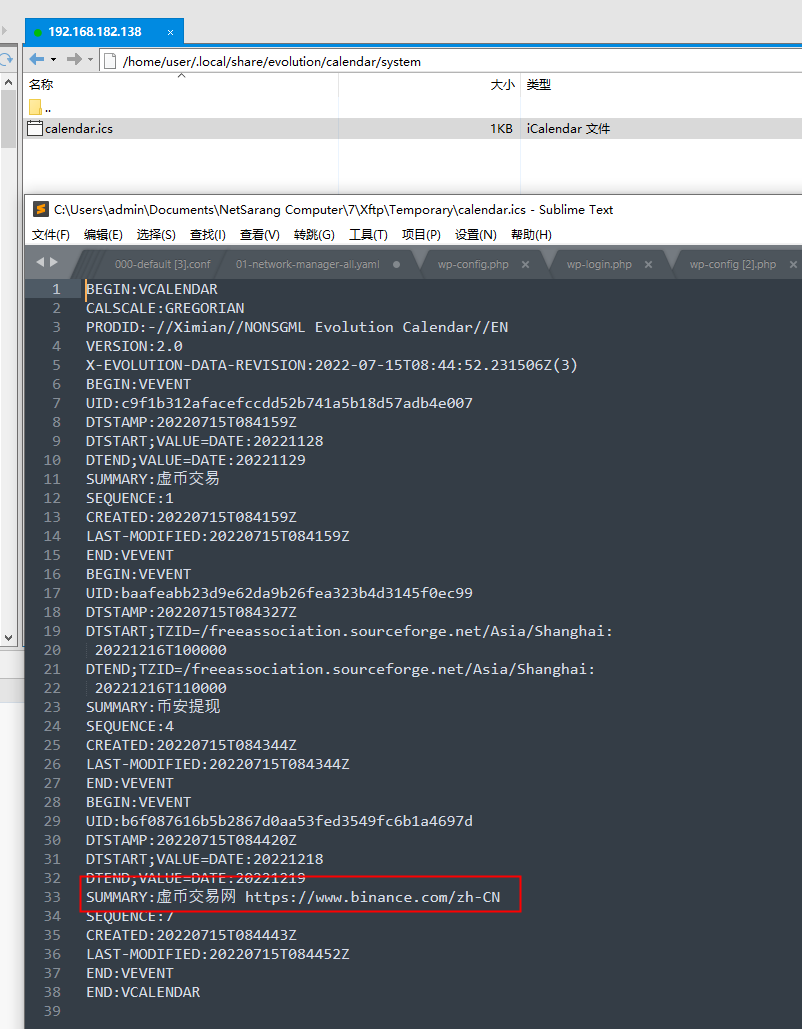 192.168.182.138 ×
/home/user/.local/share/evolution/calendar/system
名称 大小 类型
..
calendar.ics 1KB iCalendar 文件
C:\Users\admin\Documents\NetSarang Computer\7\Xftp\Temporary\calendar.ics - Sublime Text
文件(F) 编辑(E) 选择(S) 查找(I) 查看(V) 转跳(G) 工具(T) 项目(P) 设置(N) 帮助(H)
000-default [3].conf 01-network-manager-all.yaml wp-config.php × wp-login.php × wp-config [2].php ×
1 BEGIN:VCALENDAR
2 CALSCALE:GREGORIAN
3 PRODID:-//Ximian//NONSGML Evolution Calendar//EN
4 VERSION:2.0
5 X-EVOLUTION-DATA-REVISION:2022-07-15T08:44:52.231506Z(3)
6 BEGIN:VEVENT
7 UID:c9f1b312afacefccdd52b741a5b18d57adb4e007
8 DTSTAMP:20220715T084159Z
9 DTSTART;VALUE=DATE:20221128
10 DTEND;VALUE=DATE:20221129
11 SUMMARY:虚币交易
12 SEQUENCE:1
13 CREATED:20220715T084159Z
14 LAST-MODIFIED:20220715T084159Z
15 END:VEVENT
16 BEGIN:VEVENT
17 UID:baafeabb23d9e62da9b26fea323b4d3145f0ec99
18 DTSTAMP:20220715T084327Z
19 DTSTART;TZID=/freeassociation.sourceforge.net/Asia/Shanghai:
20 20221216T100000
21 DTEND;TZID=/freeassociation.sourceforge.net/Asia/Shanghai:
22 20221216T110000
23 SUMMARY:币安提现
24 SEQUENCE:4
25 CREATED:20220715T084344Z
26 LAST-MODIFIED:20220715T084344Z
27 END:VEVENT
28 BEGIN:VEVENT
29 UID:b6f087616b5b2867d0aa53fed3549fc6b1a4697d
30 DTSTAMP:20220715T084420Z
31 DTSTART;VALUE=DATE:20221218
32 DTEND;VALUE=DATE:20221219
33 SUMMARY:虚币交易网 https://www.binance.com/zh-CN
34 SEQUENCE:7
35 CREATED:20220715T084443Z
36 LAST-MODIFIED:20220715T084452Z
37 END:VEVENT
38 END:VCALENDAR
39